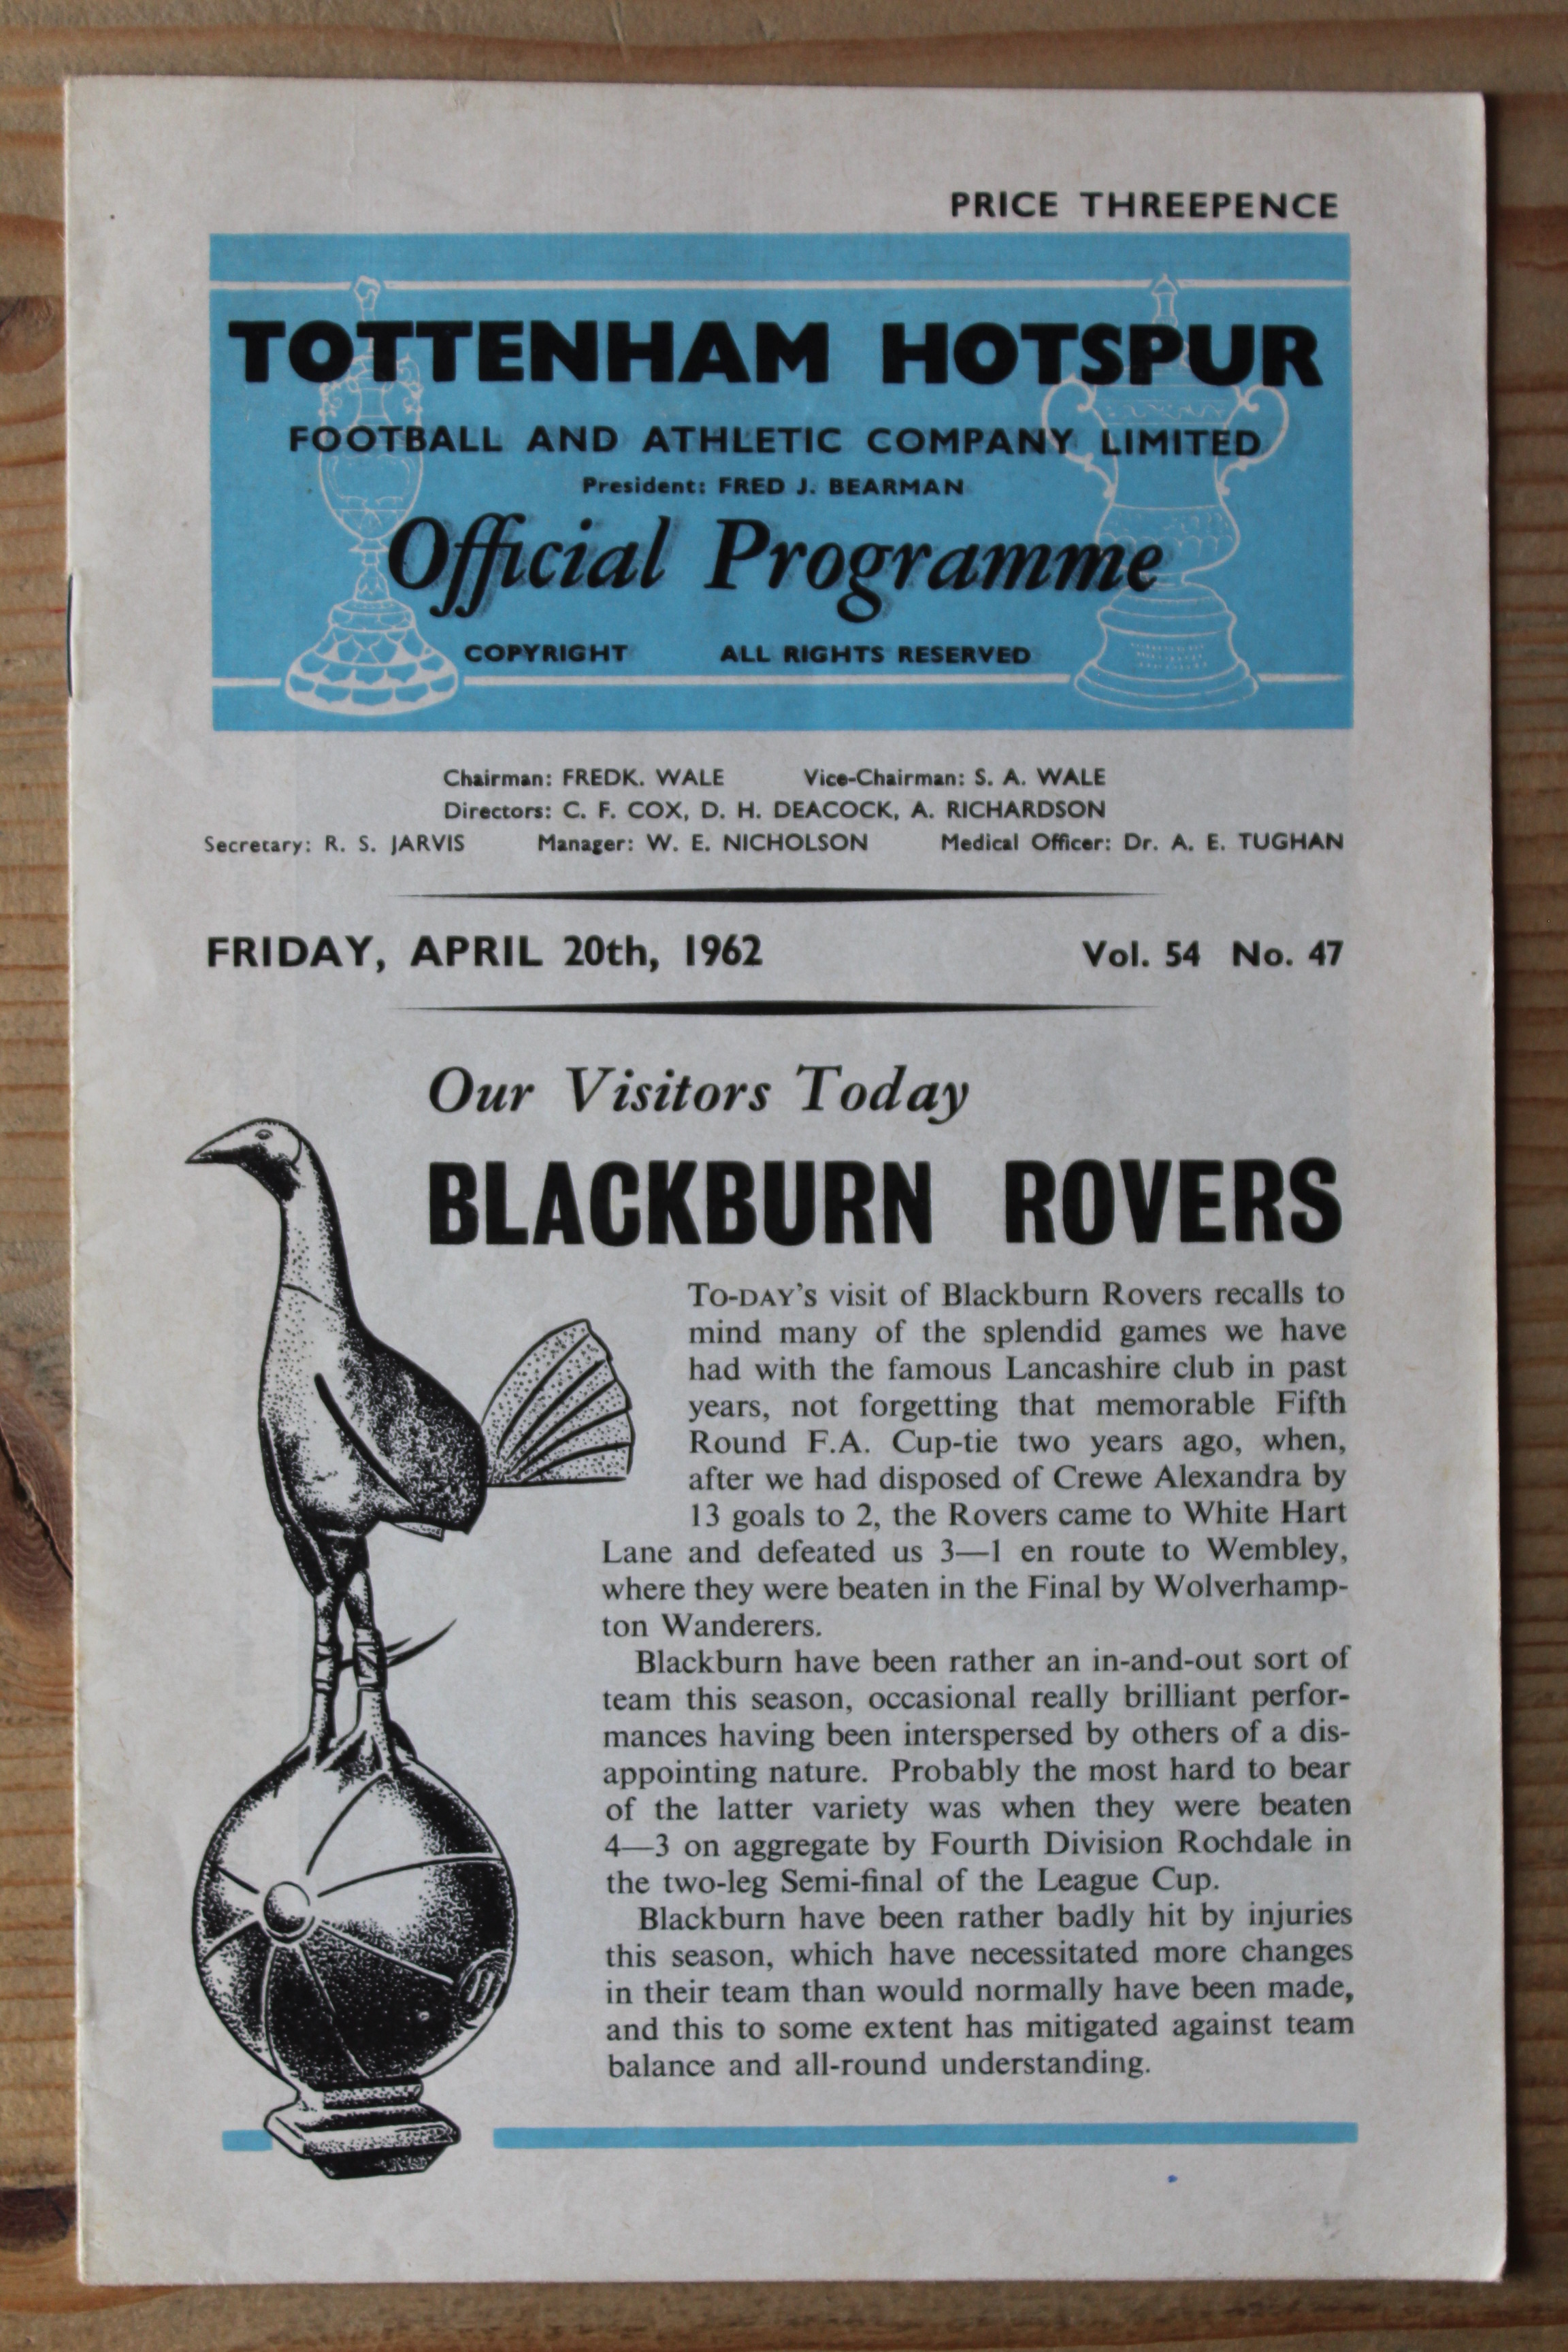 PRICE THREEPENCE
TOTTENHAM HOTSPUR
FOOTBALL AND ATHLETIC COMPANY LIMITED
President: FRED J. BEARMAN
Official Programme
COPYRIGHT ALL RIGHTS RESERVED
Chairman: FREDK. WALE Vice-Chairman: S. A. WALE
Directors: C. F. COX, D. H. DEACOCK, A. RICHARDSON
Secretary: R. S. JARVIS Manager: W. E. NICHOLSON Medical Officer: Dr. A. E. TUGHAN
FRIDAY, APRIL 20th, 1962 Vol. 54 No. 47
Our Visitors Today
BLACKBURN ROVERS
TO-DAY'S visit of Blackburn Rovers recalls to
mind many of the splendid games we have
had with the famous Lancashire club in past
years, not forgetting that memorable Fifth
Round F.A. Cup-tie two years ago, when,
after we had disposed of Crewe Alexandra by
13 goals to 2, the Rovers came to White Hart
Lane and defeated us 3—1 en route to Wembley,
where they were beaten in the Final by Wolverhamp-
ton Wanderers.
Blackburn have been rather an in-and-out sort of
team this season, occasional really brilliant perfor-
mances having been interspersed by others of a dis-
appointing nature. Probably the most hard to bear
of the latter variety was when they were beaten
4—3 on aggregate by Fourth Division Rochdale in
the two-leg Semi-final of the League Cup.
Blackburn have been rather badly hit by injuries
this season, which have necessitated more changes
in their team than would normally have been made,
and this to some extent has mitigated against team
balance and all-round understanding.